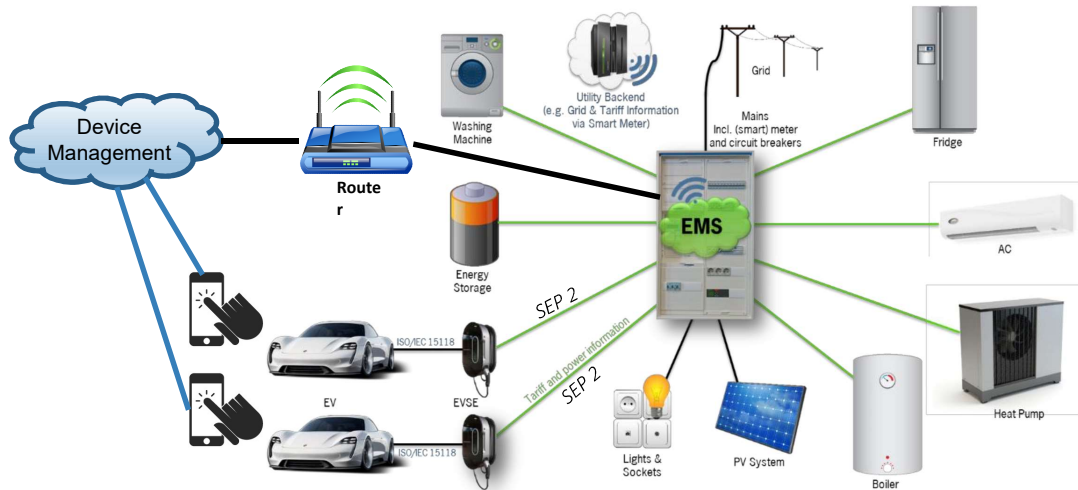 Device
Management
Route
r
Washing
Machine
Utility Backend
(e.g. Grid & Tariff Information
via Smart Meter)
Grid
Mains
Incl. (smart) meter
and circuit breakers
Fridge
EMS
Energy
Storage
AC
SEP 2
ISO/IEC 15118
Tariff and power information
SEP 2
EV
EVSE
ISO/IEC 15118
Lights &
Sockets
PV System
Boiler
Heat Pump